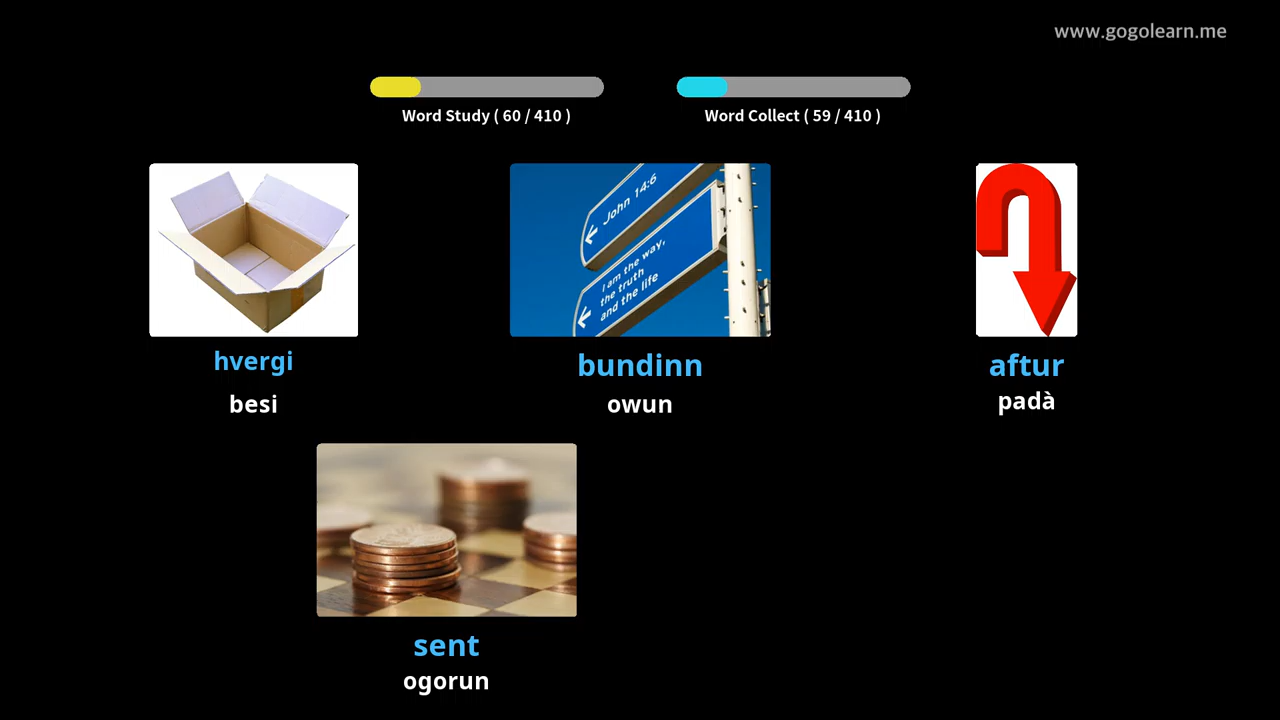 www.gogolearn.me
Word Study ( 60 / 410 )
Word Collect ( 59 / 410 )
John 14:6
I am the way,
the truth
and the life
hvergi
besi
bundinn
owun
aftur
padà
sent
ogorun